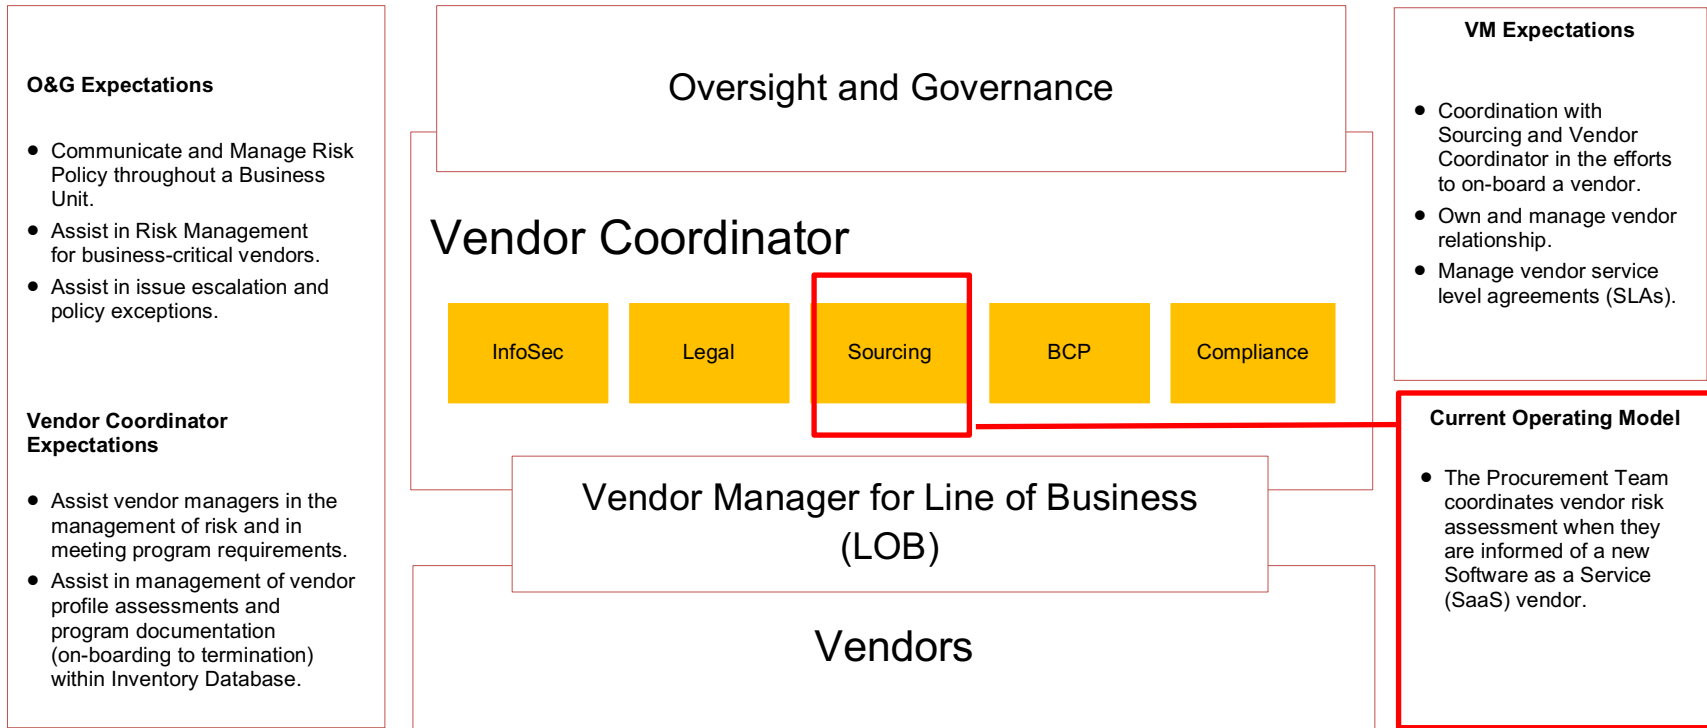 O&G Expectations
● Communicate and Manage Risk
Policy throughout a Business
Unit.
● Assist in Risk Management
for business-critical vendors.
● Assist in issue escalation and
policy exceptions.
Vendor Coordinator
Expectations
● Assist vendor managers in the
management of risk and in
meeting program requirements.
● Assist in management of vendor
profile assessments and
program documentation
(on-boarding to termination)
within Inventory Database.
Oversight and Governance
Vendor Coordinator
InfoSec
Legal
Sourcing
BCP
Compliance
Vendor Manager for Line of Business
(LOB)
Vendors
VM Expectations
● Coordination with
Sourcing and Vendor
Coordinator in the efforts
to on-board a vendor.
● Own and manage vendor
relationship.
● Manage vendor service
level agreements (SLAs).
Current Operating Model
● The Procurement Team
coordinates vendor risk
assessment when they
are informed of a new
Software as a Service
(SaaS) vendor.